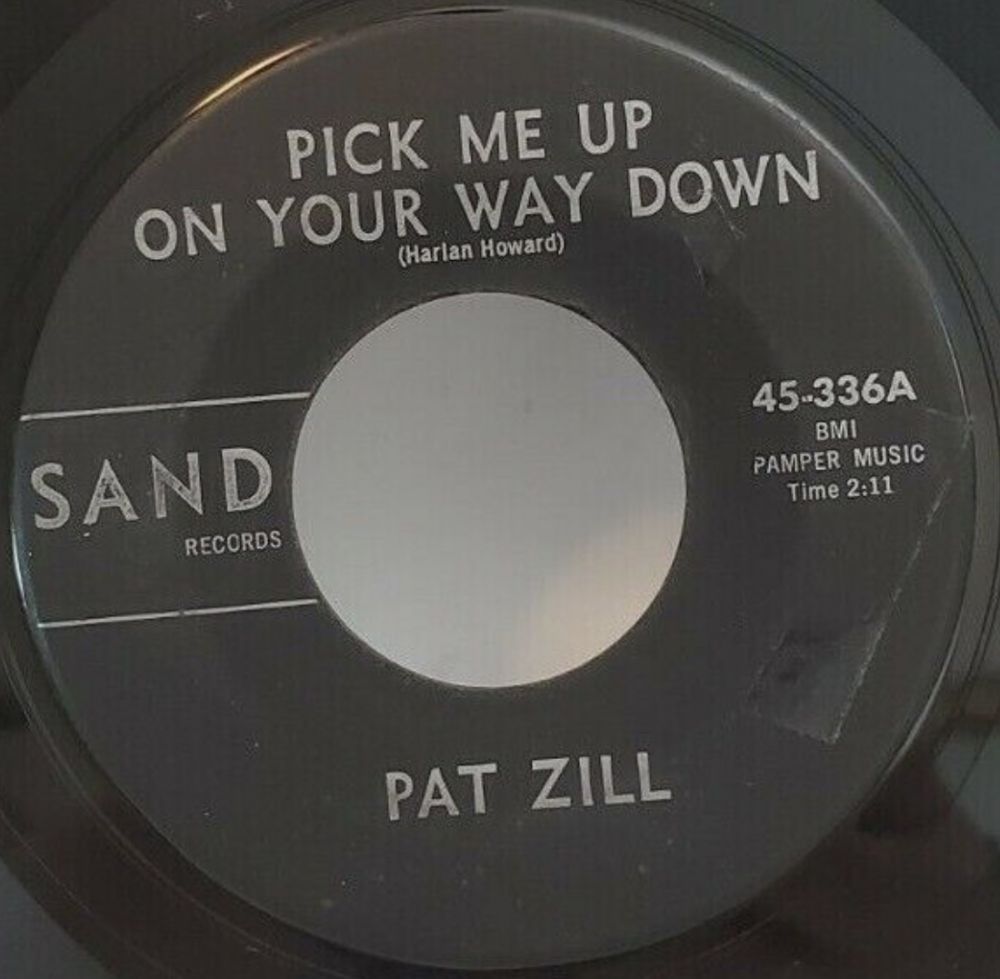 PICK ME UP
ON YOUR WAY DOWN
(Harlan Howard)
45-336A
BMI
PAMPER MUSIC
Time 2:11
SAND
RECORDS
PAT ZILL